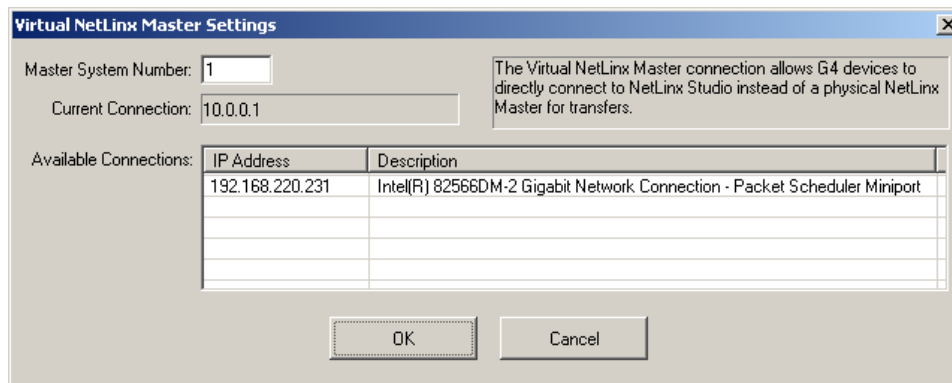 Virtual NetLinx Master Settings
Master System Number: 1
The Virtual NetLinx Master connection allows G4 devices to
directly connect to NetLinx Studio instead of a physical NetLinx
Master for transfers.
Current Connection: 10.0.0.1
Available Connections:
IP Address Description
192.168.220.231 Intel(R) 82566DM-2 Gigabit Network Connection - Packet Scheduler Miniport
OK Cancel